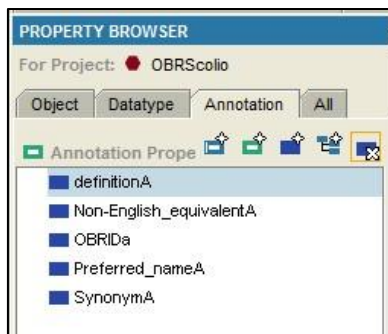 PROPERTY BROWSER
For Project: OBRScolio
Object Datatype Annotation All
Annotation Prope
definitionA
Non-English_equivalentA
OBRIDa
Preferred_nameA
SynonymA